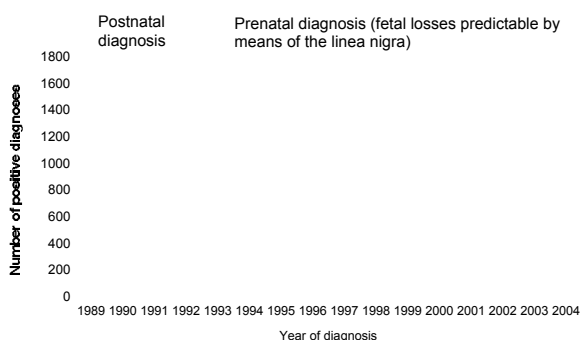 Postnatal
diagnosis
Prenatal diagnosis (fetal losses predictable by
means of the linea nigra)
1800
1600
1400
1200
1000
800
600
400
200
0
Number of positive diagnoses
1989 1990 1991 1992 1993 1994 1995 1996 1997 1998 1999 2000 2001 2002 2003 2004
Year of diagnosis